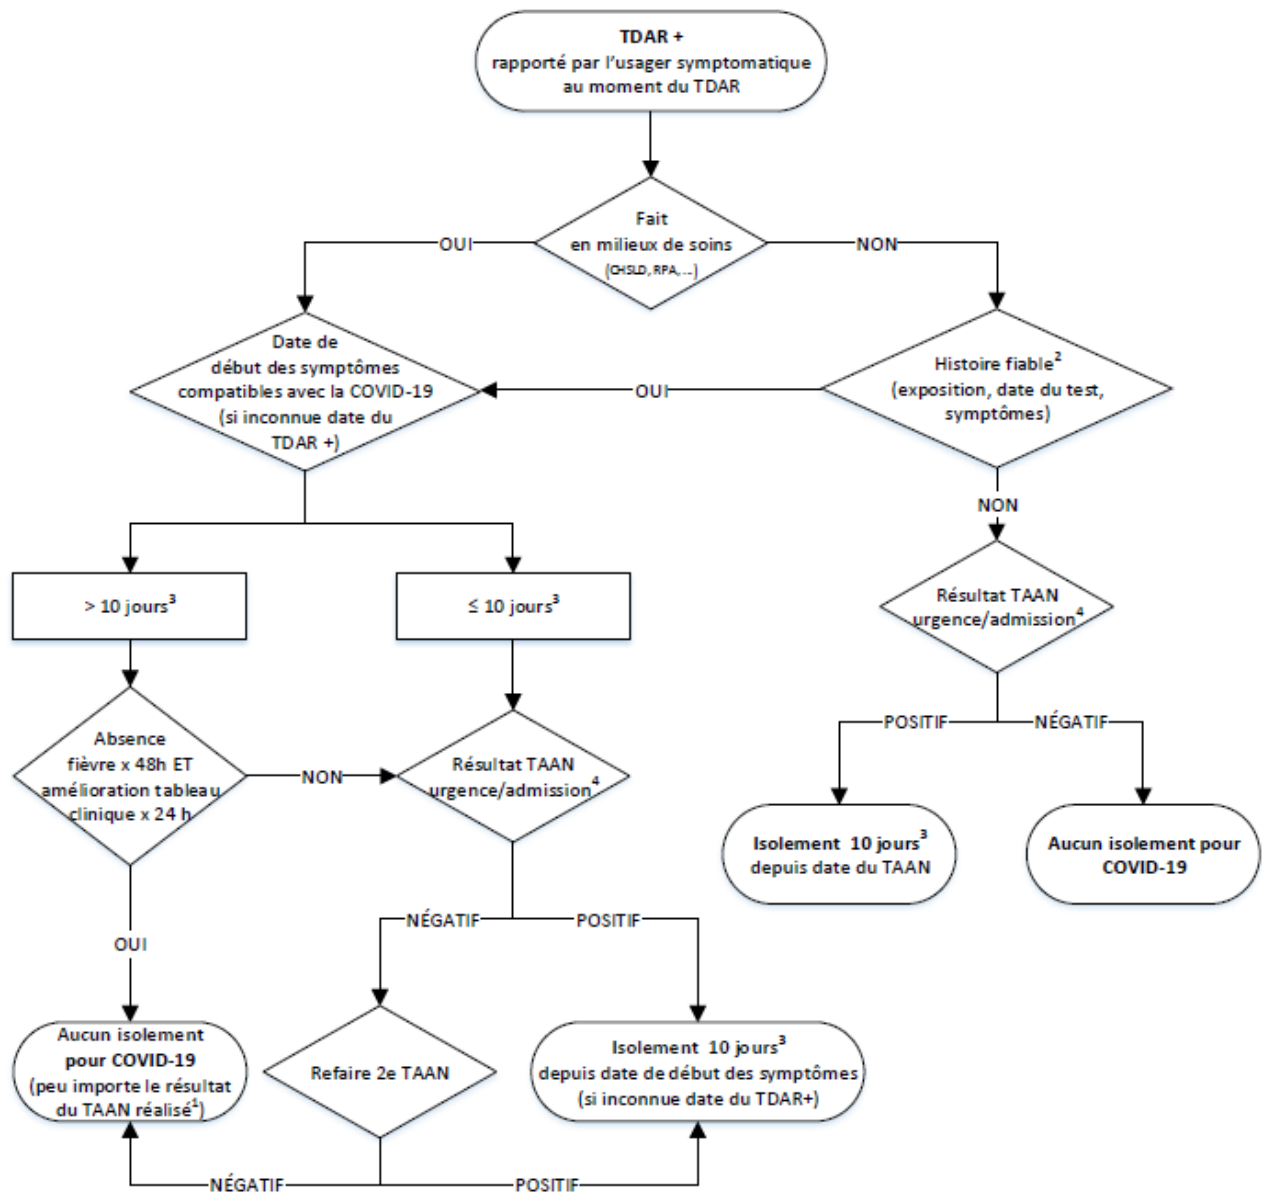 TDAR +
rapporté par l'usager symptomatique
au moment du TDAR
Fait
en milieux de soins
(CHSLD, RPA, ...)
OUI
NON
Date de
début des symptômes
compatibles avec la COVID-19
(si inconnue date du
TDAR +)
OUI
Histoire fiable²
(exposition, date du test,
symptômes)
NON
> 10 jours³
≤ 10 jours³
Résultat TAAN
urgence/admission⁴
POSITIF
NÉGATIF
Absence
fièvre x 48h ET
amélioration tableau
clinique x 24 h
NON
Résultat TAAN
urgence/admission⁴
Isolement 10 jours³
depuis date du TAAN
Aucun isolement pour
COVID-19
OUI
NÉGATIF
POSITIF
Aucun isolement
pour COVID-19
(peu importe le résultat
du TAAN réalisé¹)
Refaire 2e TAAN
Isolement 10 jours³
depuis date de début des symptômes
(si inconnue date du TDAR+)
NÉGATIF
POSITIF